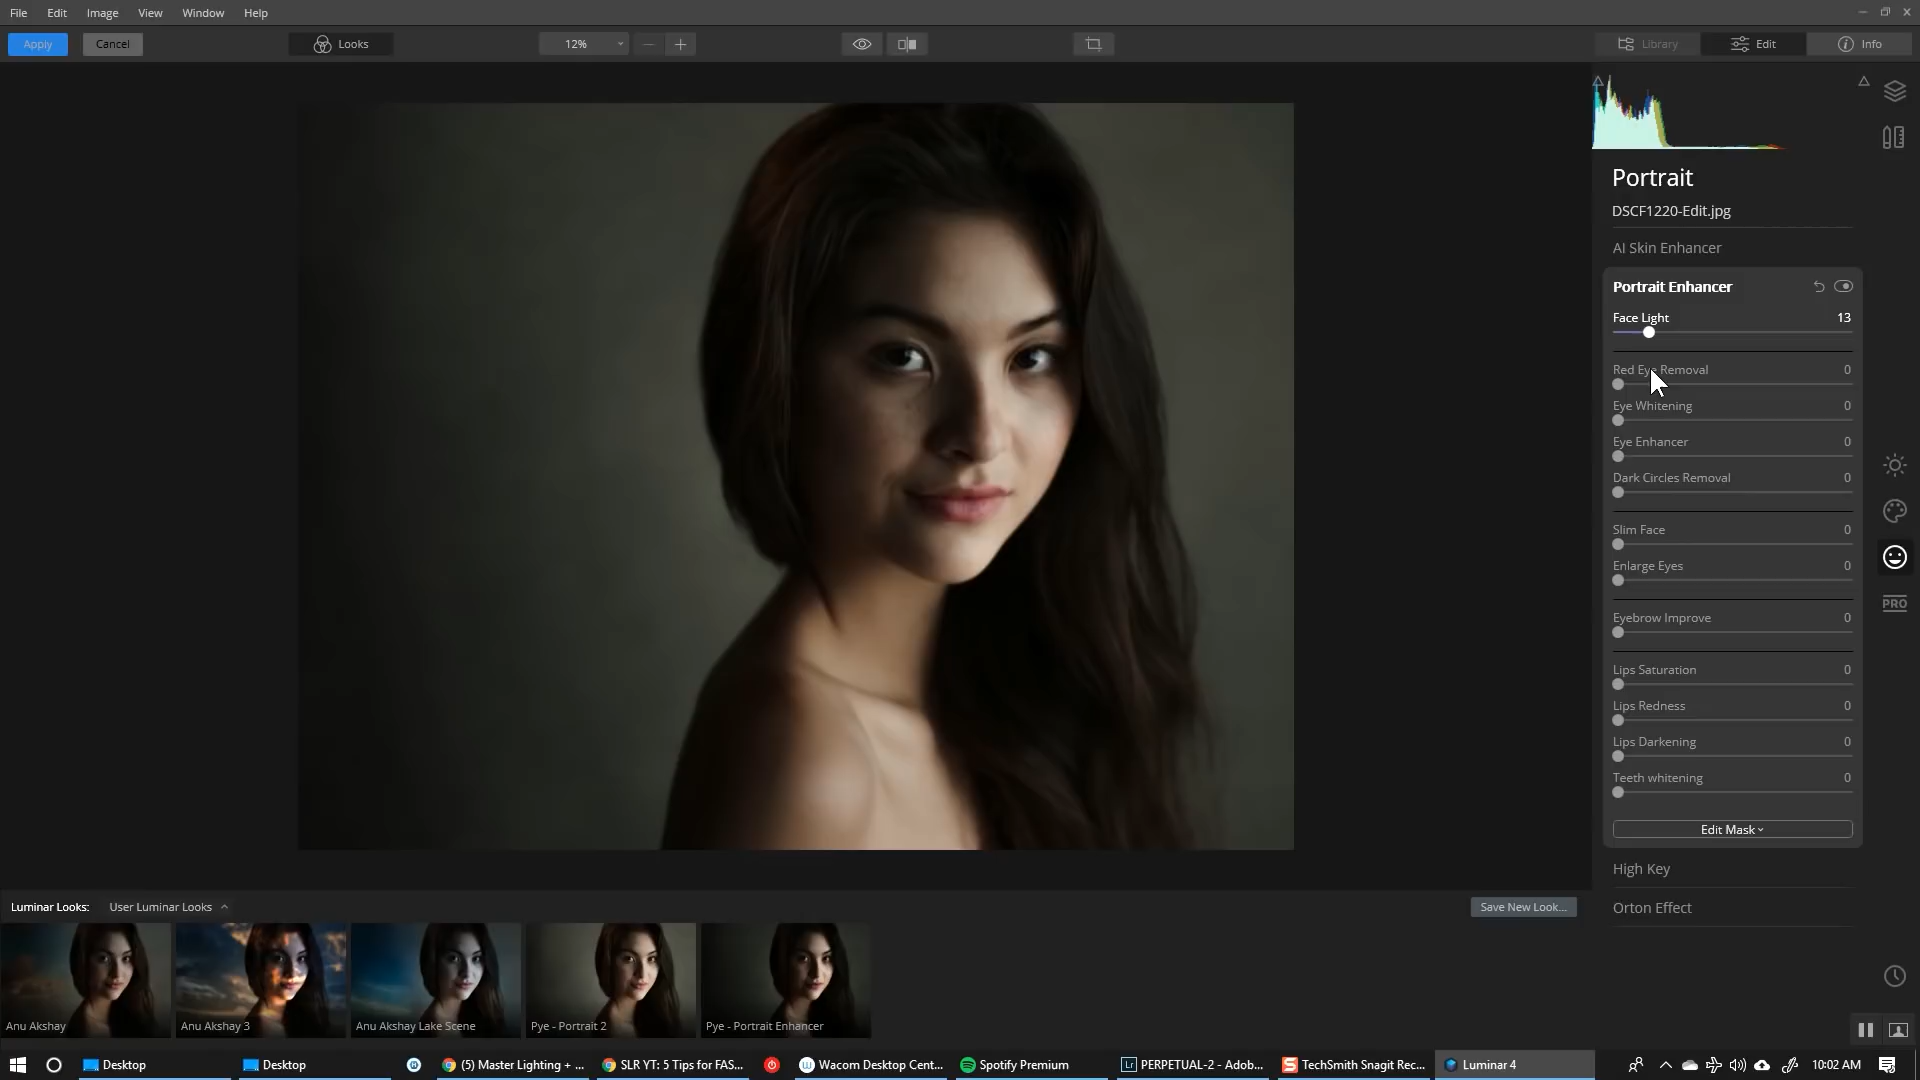 File Edit Image View Window Help
Apply Cancel Looks 12% Library Edit Info
Portrait
DSCF1220-Edit.jpg
AI Skin Enhancer
Portrait Enhancer
Face Light 13
Red Eye Removal 0
Eye Whitening 0
Eye Enhancer 0
Dark Circles Removal 0
Slim Face 0
Enlarge Eyes 0
PRO
Eyebrow Improve 0
Lips Saturation 0
Lips Redness 0
Lips Darkening 0
Teeth whitening 0
Edit Mask
High Key
Orton Effect
Luminar Looks: User Luminar Looks Save New Look...
Anu Akshay Anu Akshay 3 Anu Akshay Lake Scene Pye - Portrait 2 Pye - Portrait Enhancer
Desktop Desktop (5) Master Lighting + ... SLR YT: 5 Tips for FAS... Wacom Desktop Cent... Spotify Premium Lr PERPETUAL-2 - Adob... TechSmith Snagit Rec... Luminar 4 10:02 AM